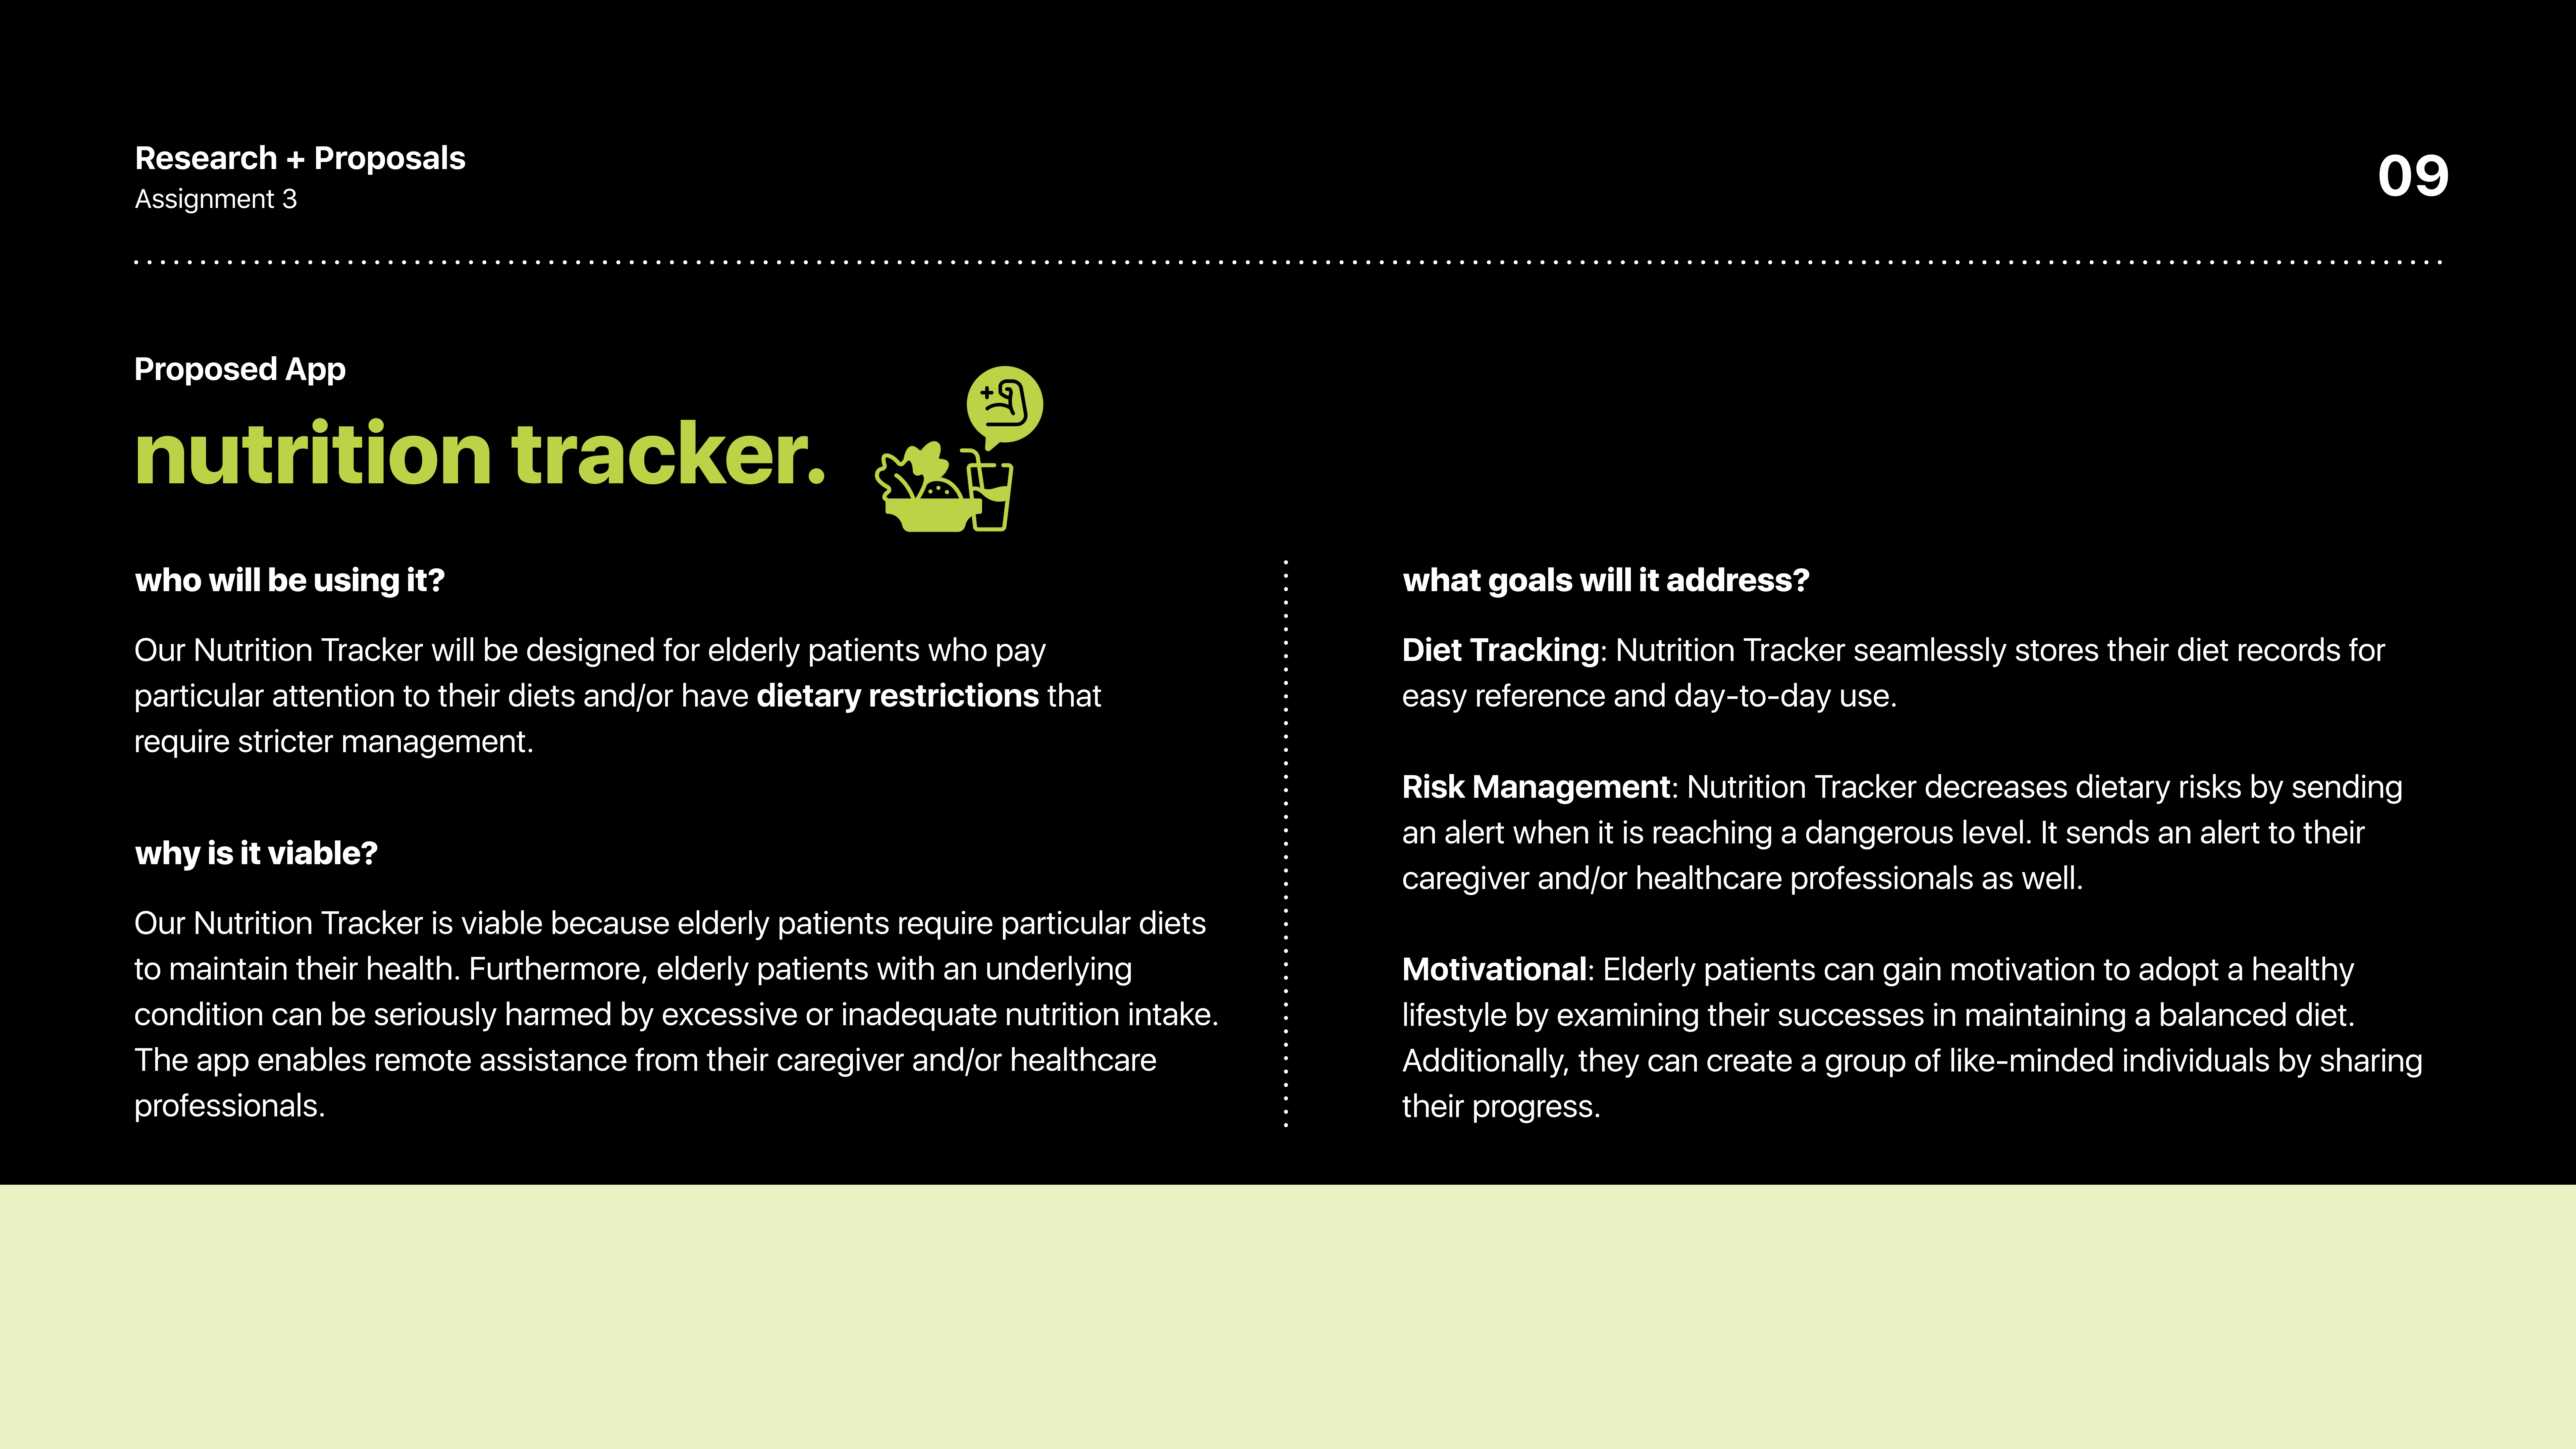 Research + Proposals
Assignment 3
09
Proposed App
nutrition tracker.
who will be using it?
Our Nutrition Tracker will be designed for elderly patients who pay
particular attention to their diets and/or have dietary restrictions that
require stricter management.
why is it viable?
Our Nutrition Tracker is viable because elderly patients require particular diets
to maintain their health. Furthermore, elderly patients with an underlying
condition can be seriously harmed by excessive or inadequate nutrition intake.
The app enables remote assistance from their caregiver and/or healthcare
professionals.
what goals will it address?
Diet Tracking: Nutrition Tracker seamlessly stores their diet records for
easy reference and day-to-day use.
Risk Management: Nutrition Tracker decreases dietary risks by sending
an alert when it is reaching a dangerous level. It sends an alert to their
caregiver and/or healthcare professionals as well.
Motivational: Elderly patients can gain motivation to adopt a healthy
lifestyle by examining their successes in maintaining a balanced diet.
Additionally, they can create a group of like-minded individuals by sharing
their progress.